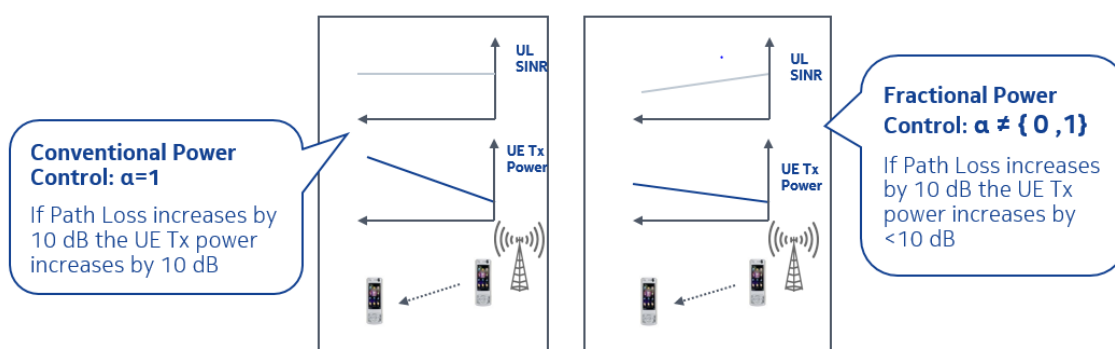 Conventional Power
Control: α=1
If Path Loss increases by
10 dB the UE Tx power
increases by 10 dB
UL
SINR
UE Tx
Power
UL
SINR
UE Tx
Power
Fractional Power
Control: α ≠ { 0 ,1}
If Path Loss increases
by 10 dB the UE Tx
power increases by
<10 dB